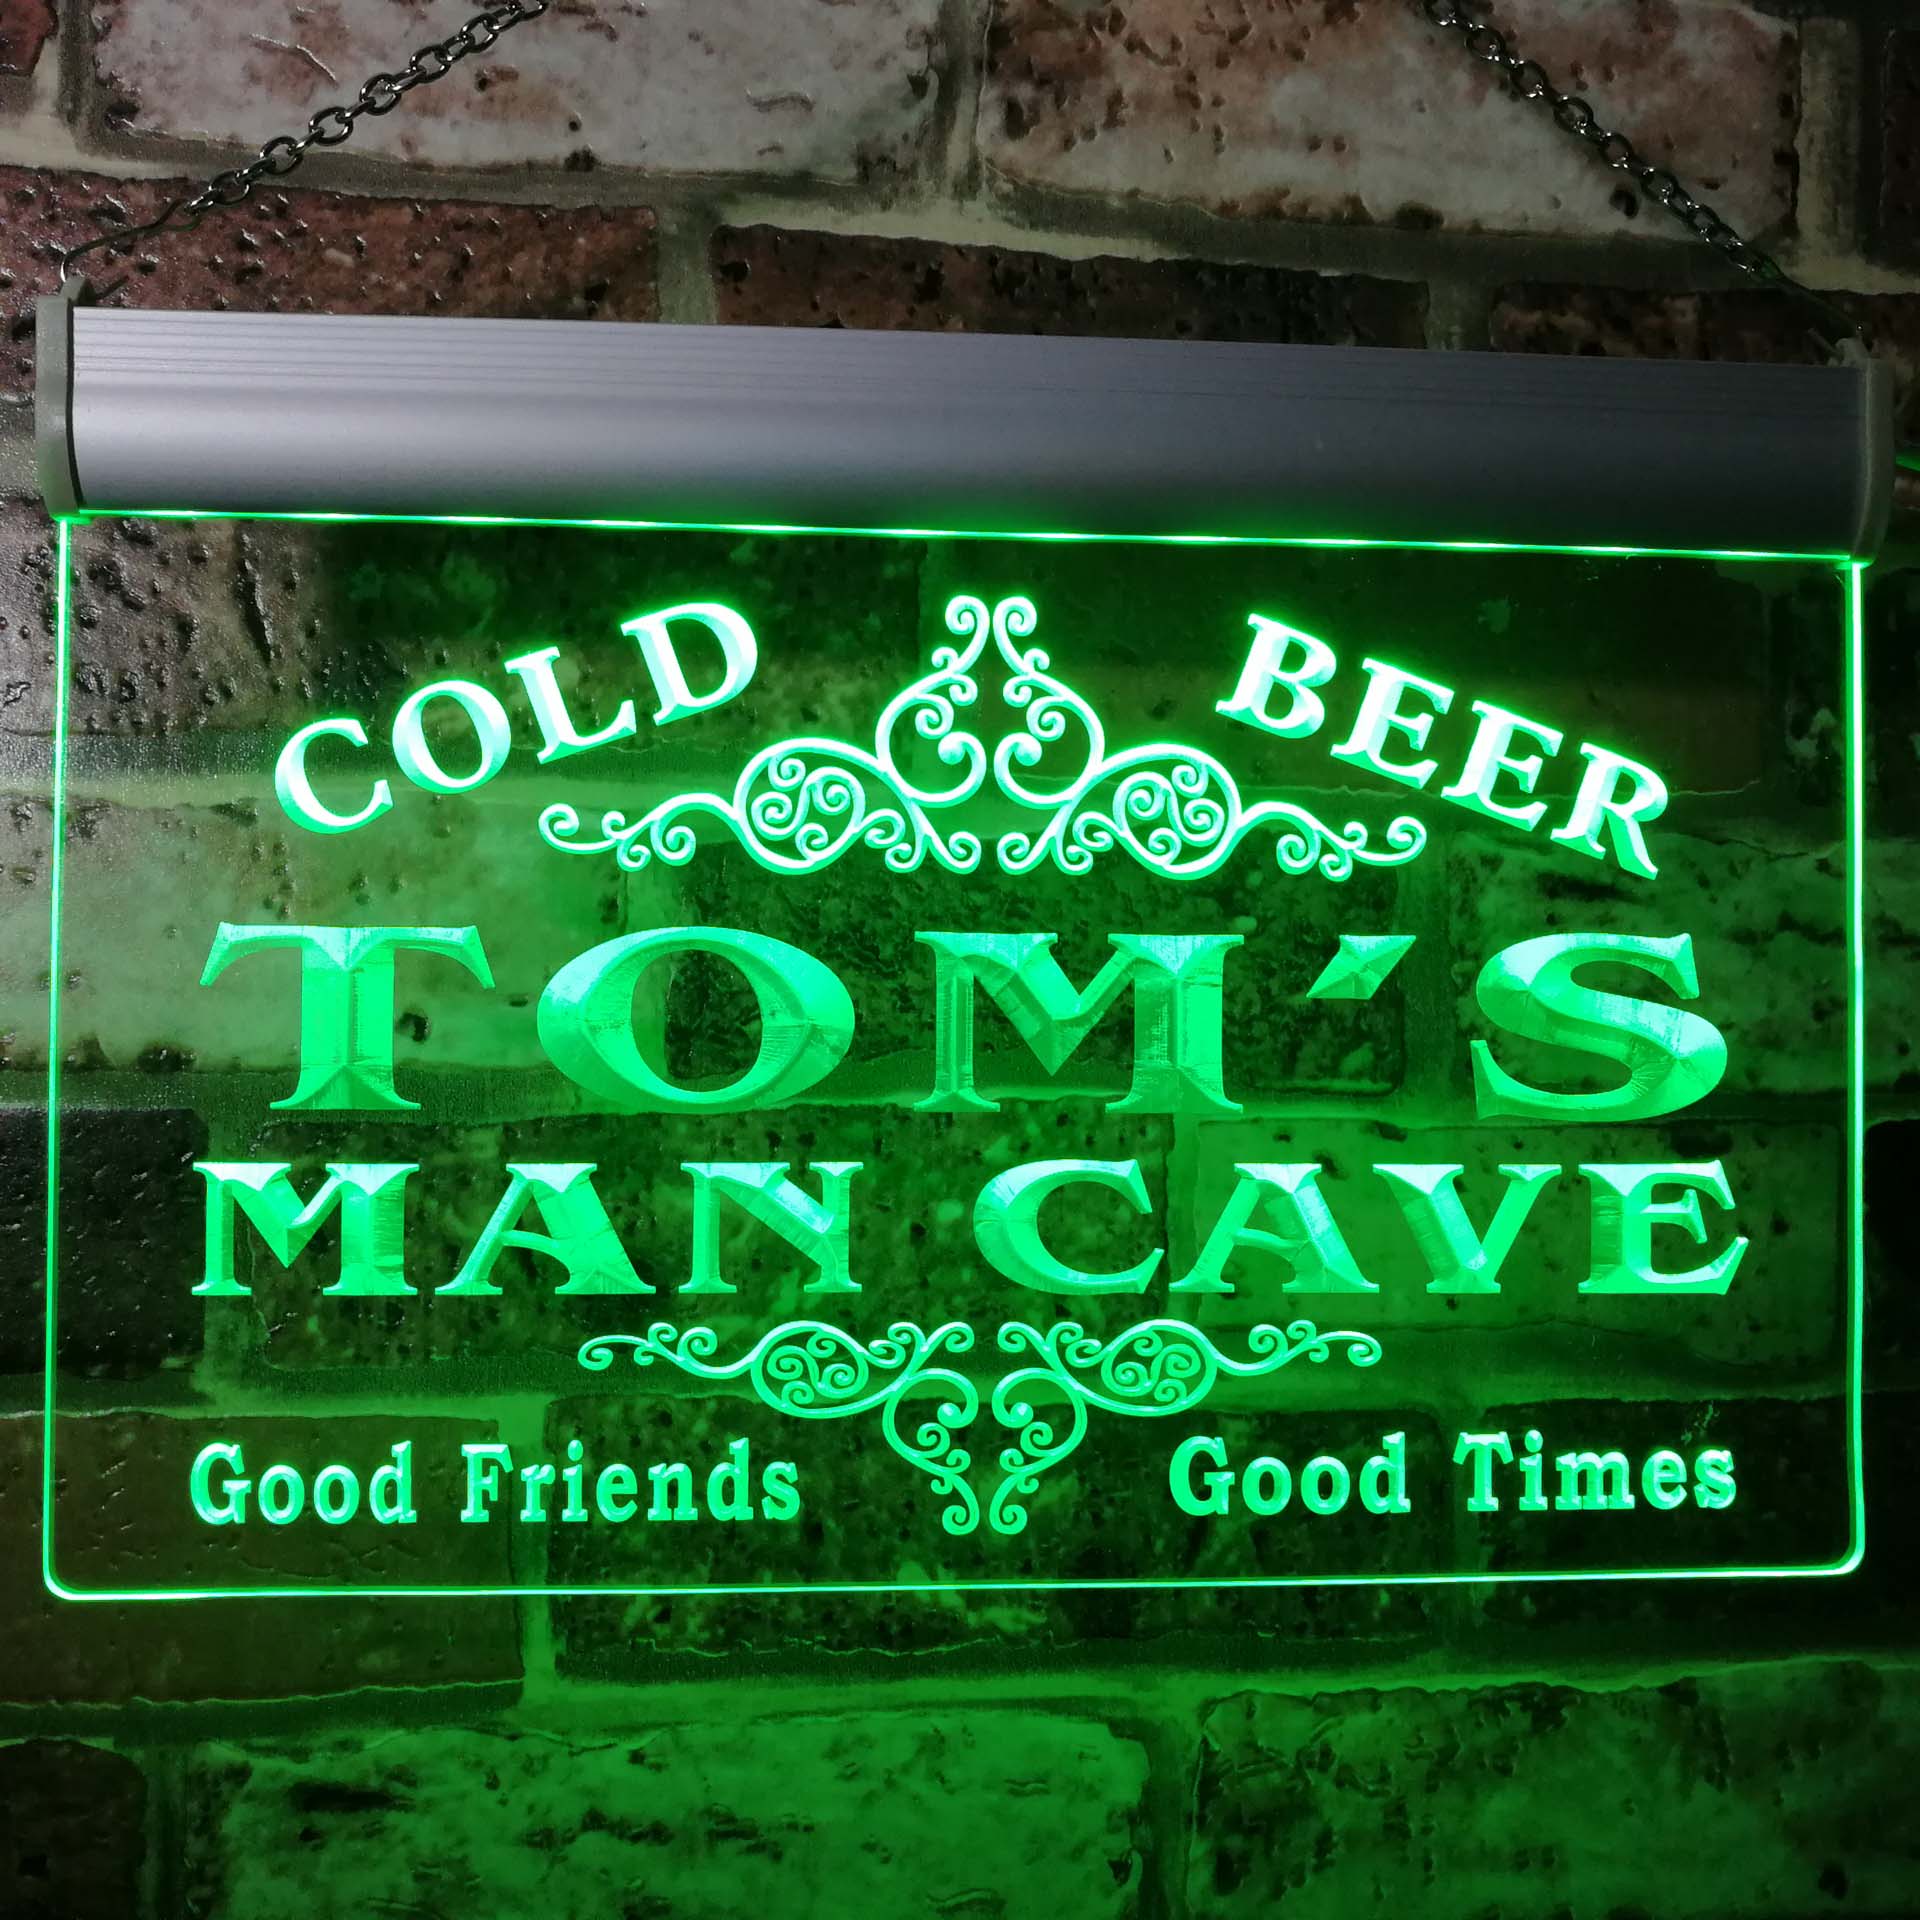 COLD BEER
TOM'S
MAN CAVE
Good Friends Good Times